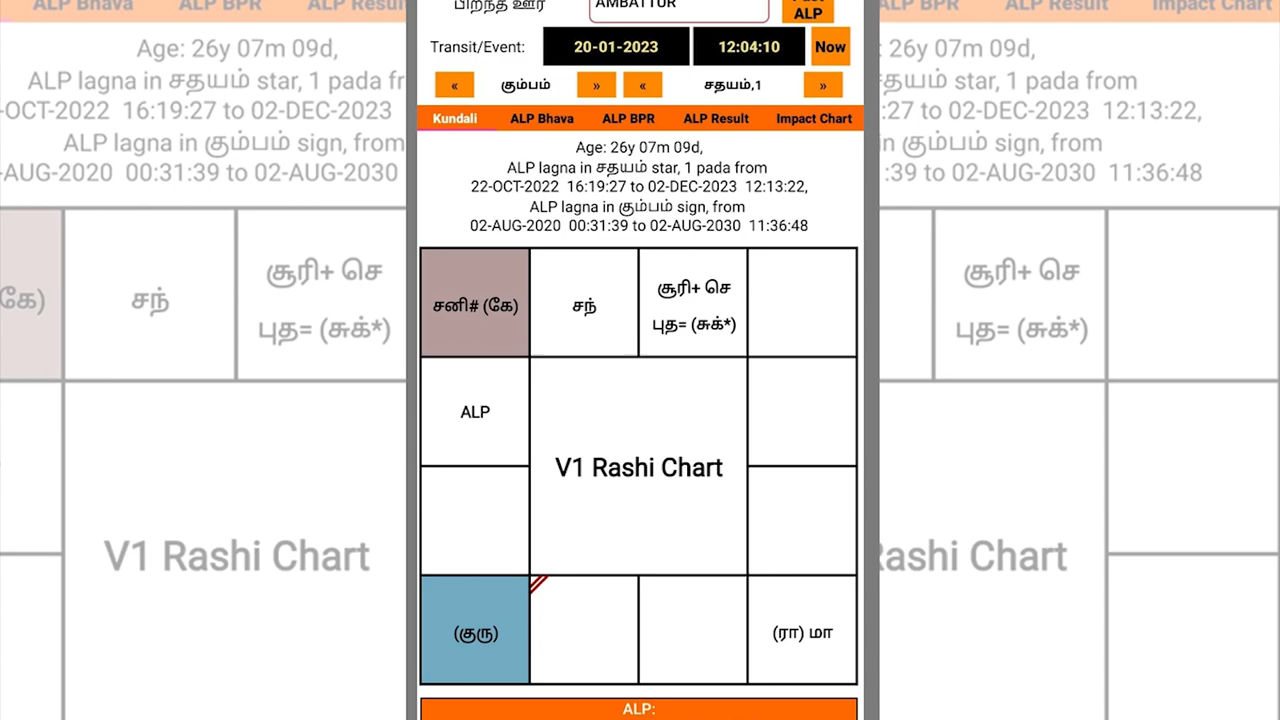 பிறந்த ஊர் AMBATTUR
ALP
Transit/Event: 20-01-2023 12:04:10 Now
« கும்பம் » « சதயம்,1 »
Kundali ALP Bhava ALP BPR ALP Result Impact Chart
Age: 26y 07m 09d,
ALP lagna in சதயம் star, 1 pada from
22-OCT-2022 16:19:27 to 02-DEC-2023 12:13:22,
ALP lagna in கும்பம் sign, from
02-AUG-2020 00:31:39 to 02-AUG-2030 11:36:48
சனி# (கே) சந் சூரி+ செ
புத= (சுக்*)
ALP
V1 Rashi Chart
(குரு) (ரா) மா
ALP: